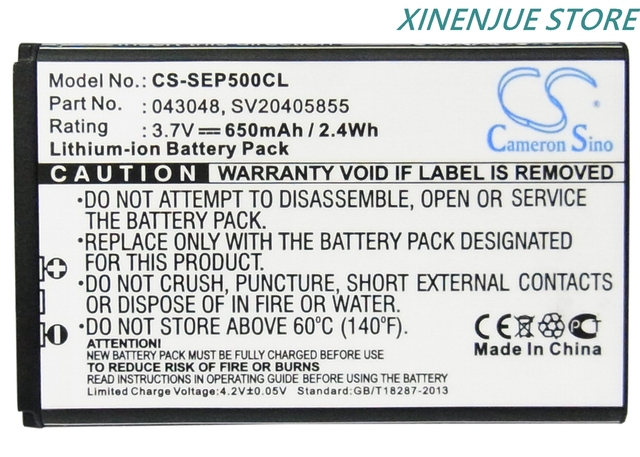 XINENJUE STORE
Model No.: CS-SEP500CL
Part No.: 043048, SV20405855
Rating : 3.7V⎓650mAh / 2.4Wh
Lithium-ion Battery Pack
CS
Cameron Sino
CAUTION WARRANTY VOID IF LABEL IS REMOVED
•DO NOT ATTEMPT TO DISASSEMBLE, OPEN OR SERVICE
THE BATTERY PACK.
•REPLACE ONLY WITH THE BATTERY PACK DESIGNATED
FOR THIS PRODUCT.
•DO NOT CRUSH, PUNCTURE, SHORT EXTERNAL CONTACTS
OR DISPOSE OF IN FIRE OR WATER.
•DO NOT STORE ABOVE 60°C (140°F).
ATTENTION!
NEW BATTERY PACK MUST BE FULLY CHARGED BEFORE USE.
TO REDUCE RISK OF FIRE OR BURNS
READ INSTRUCTIONS IN OPERATING MANUAL BEFORE USE.
Limited Charge Voltage:4.2V±0.05V Standard:GB/T18287-2013
+
-
CE PCT
Made In China